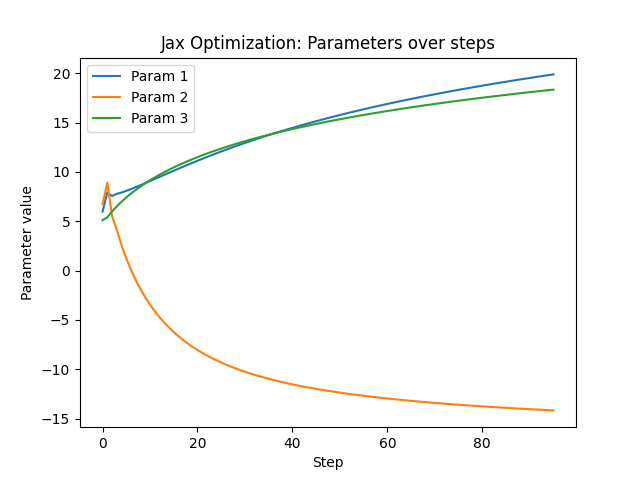 Jax Optimization: Parameters over steps
Param 1
Param 2
Param 3
20
15
10
5
0
−5
−10
−15
Parameter value
0 20 40 60 80
Step